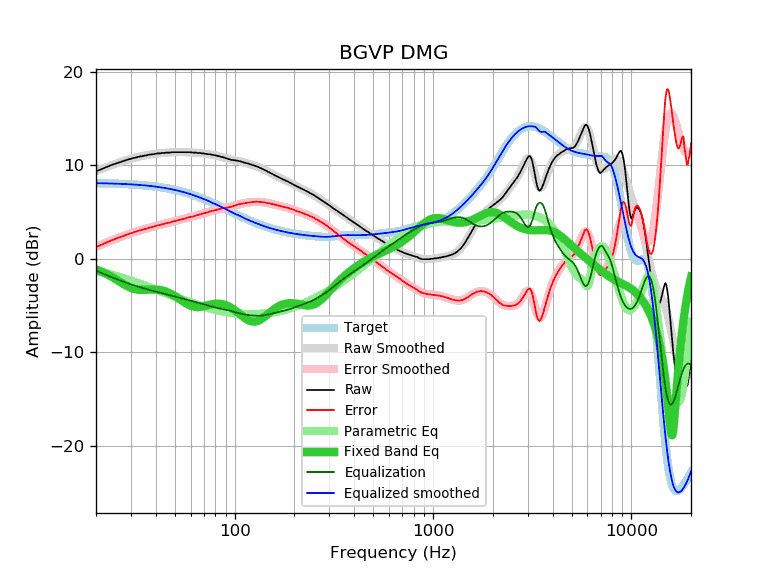 BGVP DMG
20
10
0
−10
−20
Amplitude (dBr)
Target
Raw Smoothed
Error Smoothed
Raw
Error
Parametric Eq
Fixed Band Eq
Equalization
Equalized smoothed
100
1000
10000
Frequency (Hz)